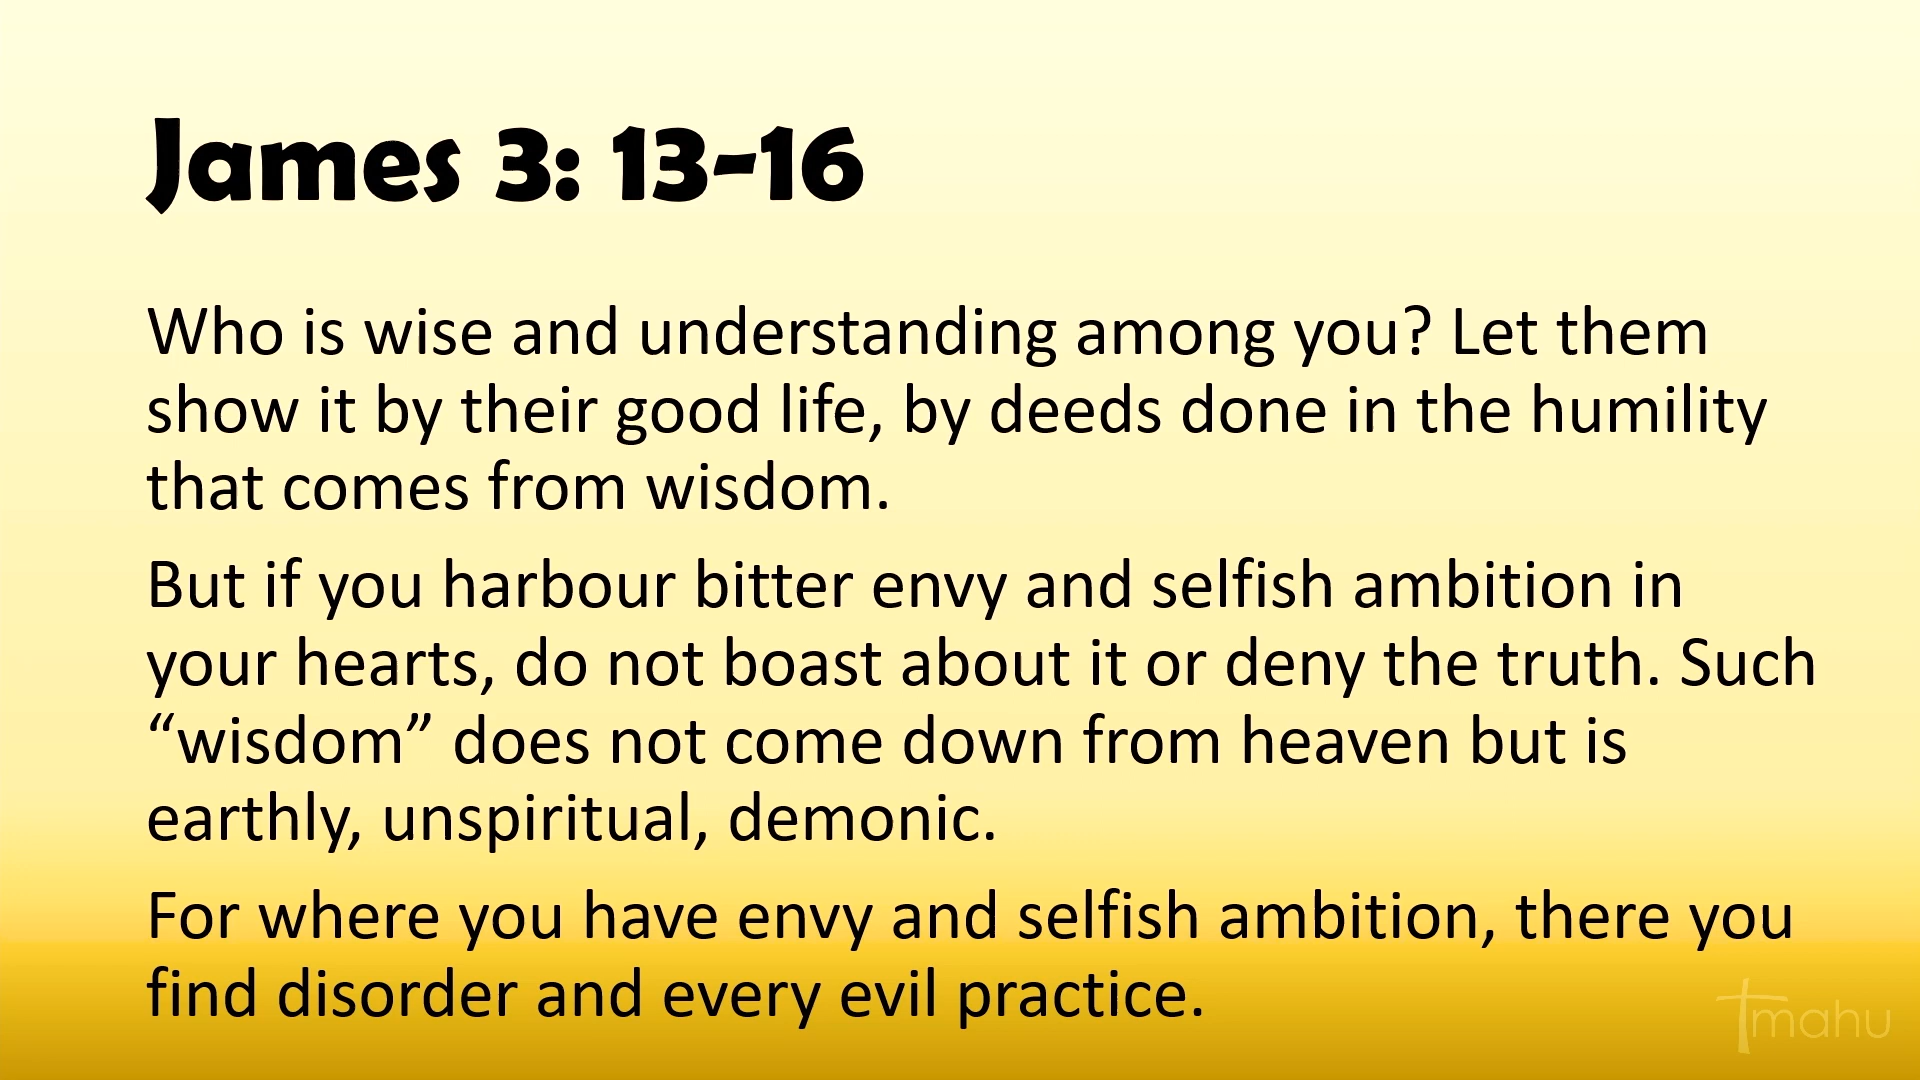 James 3: 13-16
Who is wise and understanding among you? Let them
show it by their good life, by deeds done in the humility
that comes from wisdom.
But if you harbour bitter envy and selfish ambition in
your hearts, do not boast about it or deny the truth. Such
“wisdom” does not come down from heaven but is
earthly, unspiritual, demonic.
For where you have envy and selfish ambition, there you
find disorder and every evil practice.
mahu